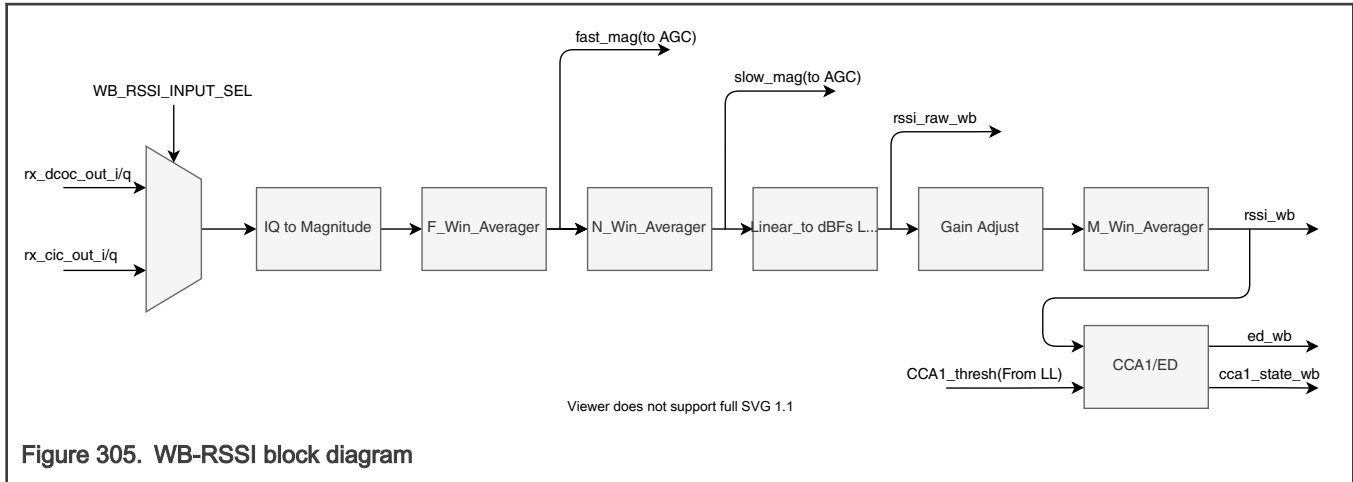 fast_mag(to AGC)
slow_mag(to AGC)
WB_RSSI_INPUT_SEL
rssi_raw_wb
rx_dcoc_out_i/q
IQ to Magnitude
F_Win_Averager
N_Win_Averager
Linear_to dBFs L...
Gain Adjust
M_Win_Averager
rssi_wb
rx_cic_out_i/q
ed_wb
CCA1/ED
CCA1_thresh(From LL)
cca1_state_wb
Viewer does not support full SVG 1.1
Figure 305. WB-RSSI block diagram